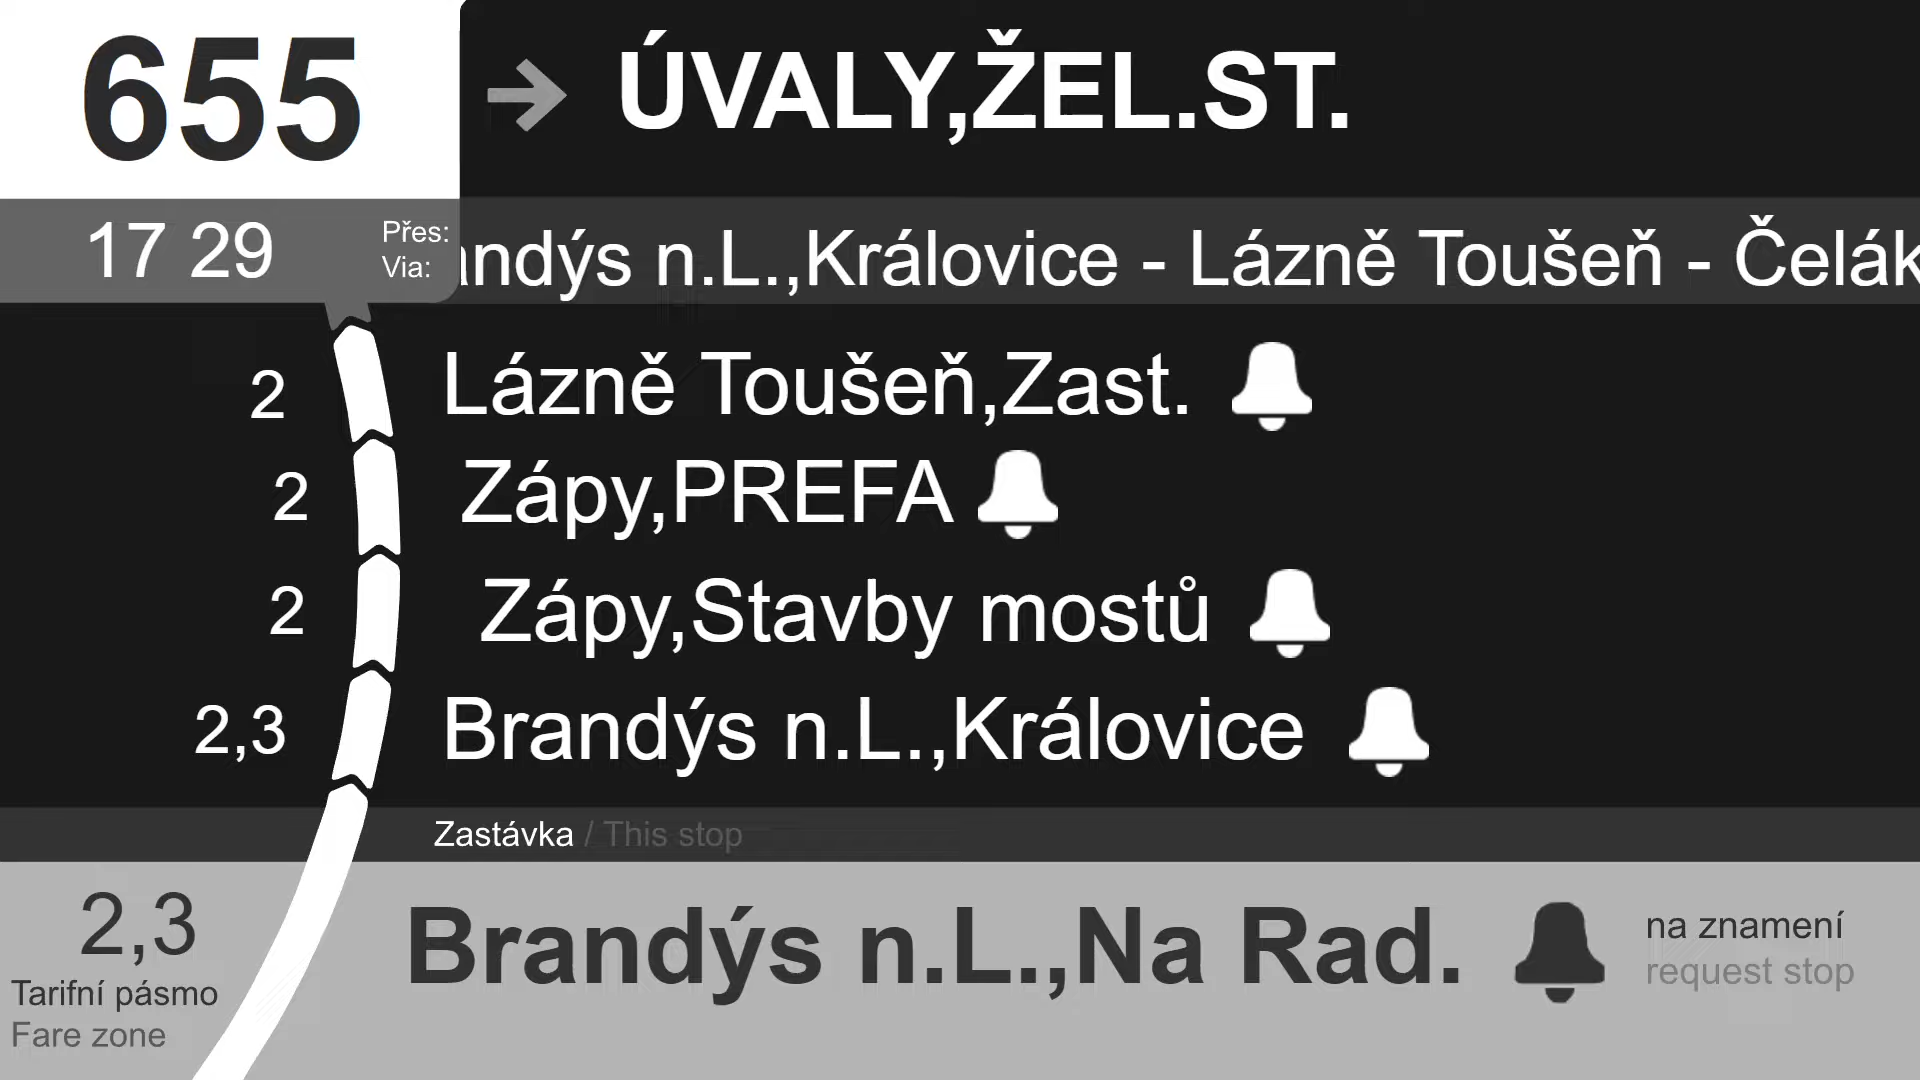 655
ÚVALY,ŽEL.ST.
17 29
Přes:
Via:
n.L.,Královice - Lázně Toušeň -
2 Lázně Toušeň,Zast.
2 Zápy,PREFA
2 Zápy,Stavby mostů
2,3 Brandýs n.L.,Královice
Zastávka / This stop
2,3
Tarifní pásmo
Fare zone
Brandýs n.L.,Na Rad.
na znamení
request stop